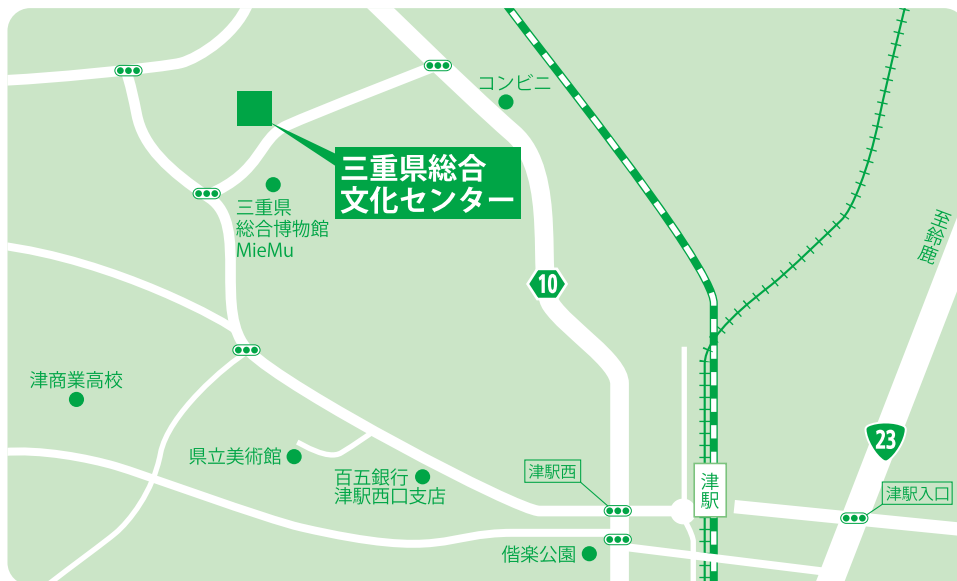 コンビニ
三重県総合
文化センター
三重県
総合博物館
MieMu
至鈴鹿
10
津商業高校
23
県立美術館
百五銀行
津駅西口支店
津駅西
津駅
津駅入口
偕楽公園